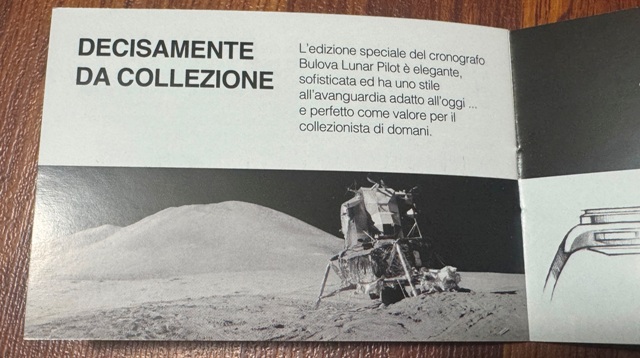 DECISAMENTE
DA COLLEZIONE
L'edizione speciale del cronografo
Bulova Lunar Pilot è elegante,
sofisticata ed ha uno stile
all'avanguardia adatto all'oggi ...
e perfetto come valore per il
collezionista di domani.